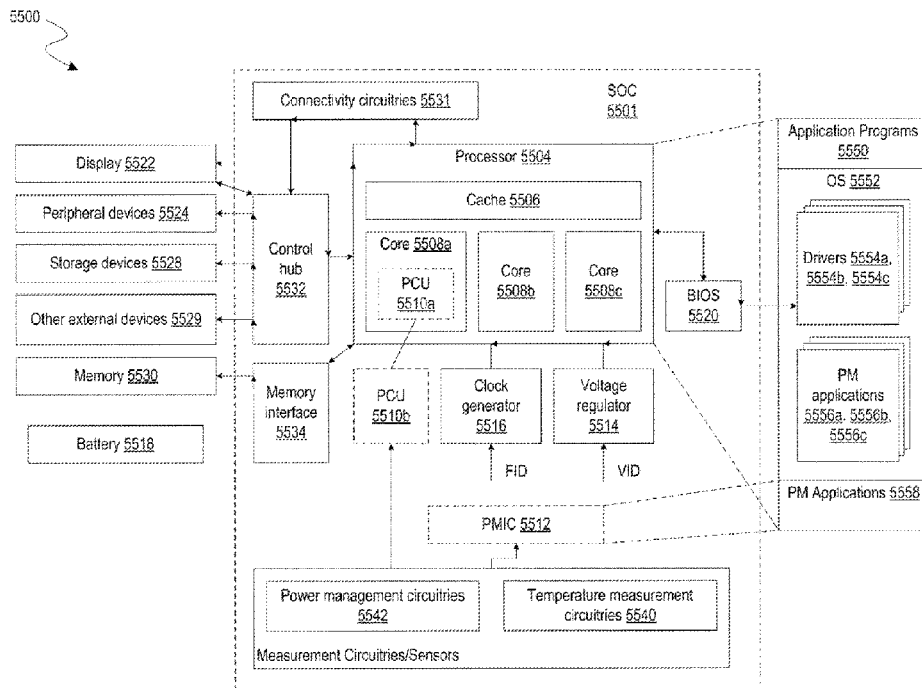 5500
Connectivity circuitries 5531
SOC
5501
Display 5522
Peripheral devices 5524
Storage devices 5528
Other external devices 5529
Memory 5530
Battery 5518
Control
hub
5532
Memory
interface
5534
Processor 5504
Cache 5506
Core 5508a
PCU
5510a
Core
5508b
Core
5508c
PCU
5510b
Clock
generator
5516
Voltage
regulator
5514
FID
VID
BIOS
5520
Application Programs
5550
OS 5552
Drivers 5554a,
5554b, 5554c
PM
applications
5556a, 5556b,
5556c
PM Applications 5558
PMIC 5512
Power management circuitries
5542
Temperature measurement
circuitries 5540
Measurement Circuitries/Sensors